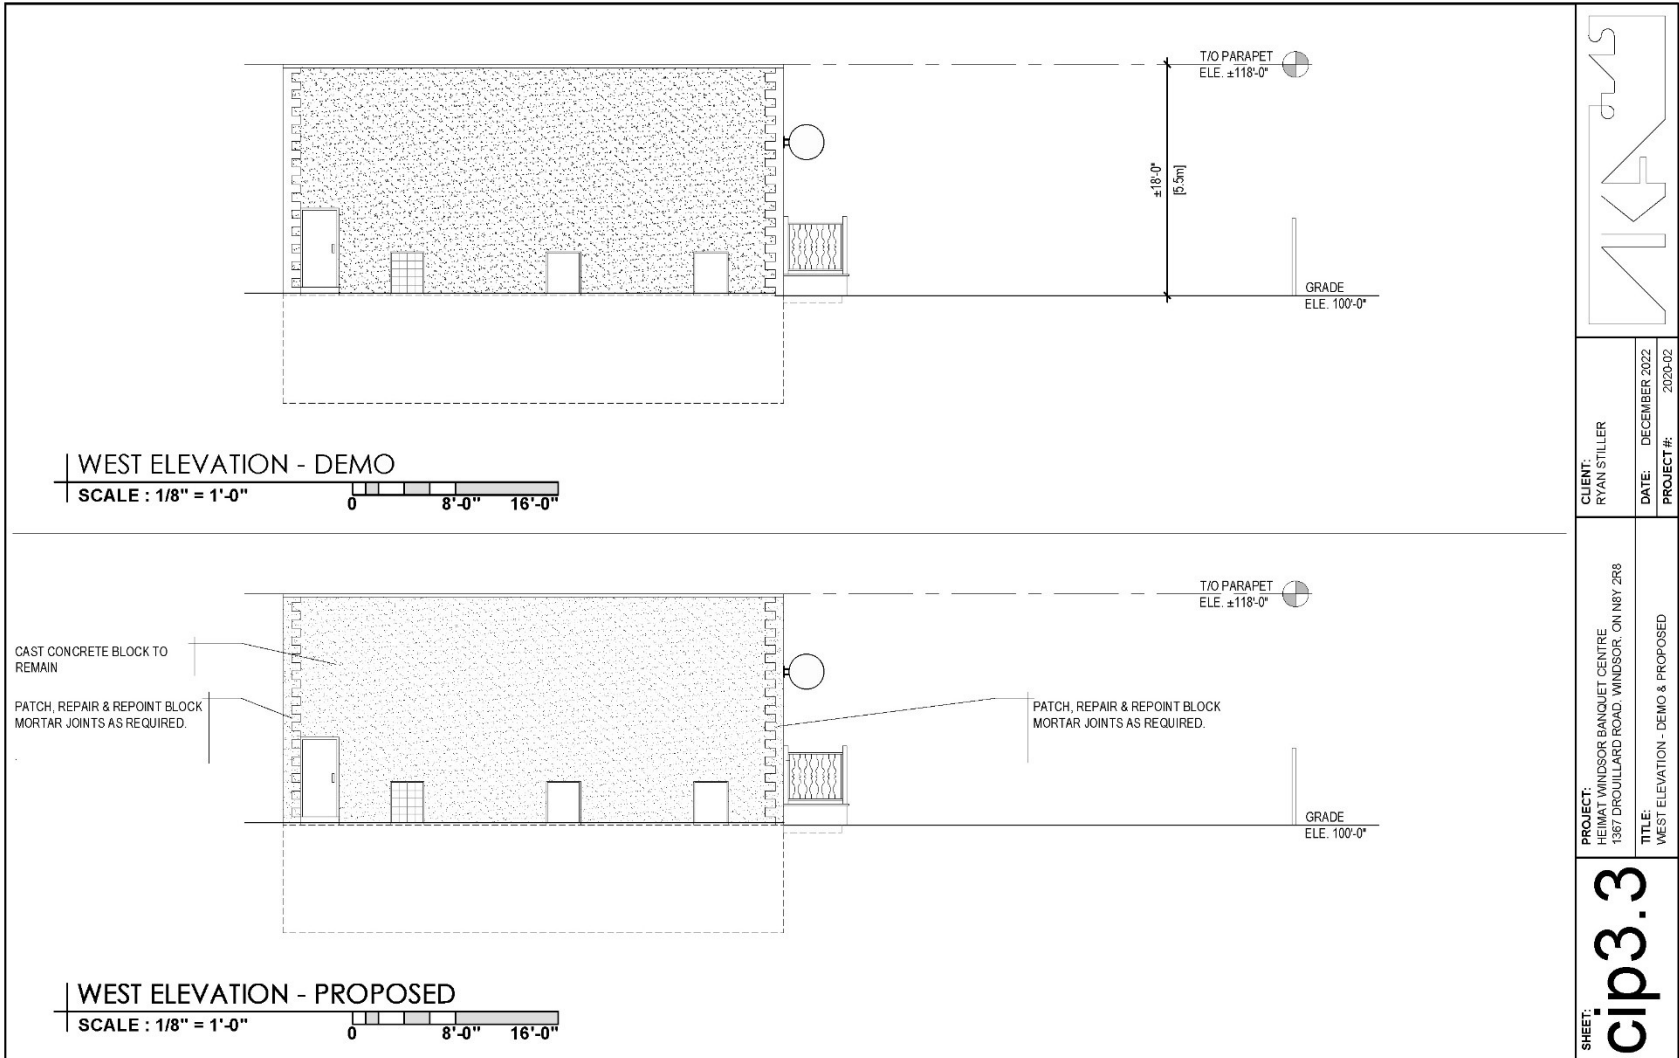 T/O PARAPET
ELE. ±118'-0"
±18'-0"
[5.5m]
GRADE
ELE. 100'-0"
WEST ELEVATION - DEMO
SCALE : 1/8" = 1'-0"
0 8'-0" 16'-0"
T/O PARAPET
ELE. ±118'-0"
CAST CONCRETE BLOCK TO
REMAIN
PATCH, REPAIR & REPOINT BLOCK
MORTAR JOINTS AS REQUIRED.
PATCH, REPAIR & REPOINT BLOCK
MORTAR JOINTS AS REQUIRED.
GRADE
ELE. 100'-0"
WEST ELEVATION - PROPOSED
SCALE : 1/8" = 1'-0"
0 8'-0" 16'-0"
CLIENT:
RYAN STILLER
DATE: DECEMBER 2022
PROJECT #: 2020-02
PROJECT:
HEIMAT WINDSOR BANQUET CENTRE
1367 DROUILLARD ROAD, WINDSOR, ON N8Y 2R8
TITLE:
WEST ELEVATION - DEMO & PROPOSED
SHEET:
cip3.3